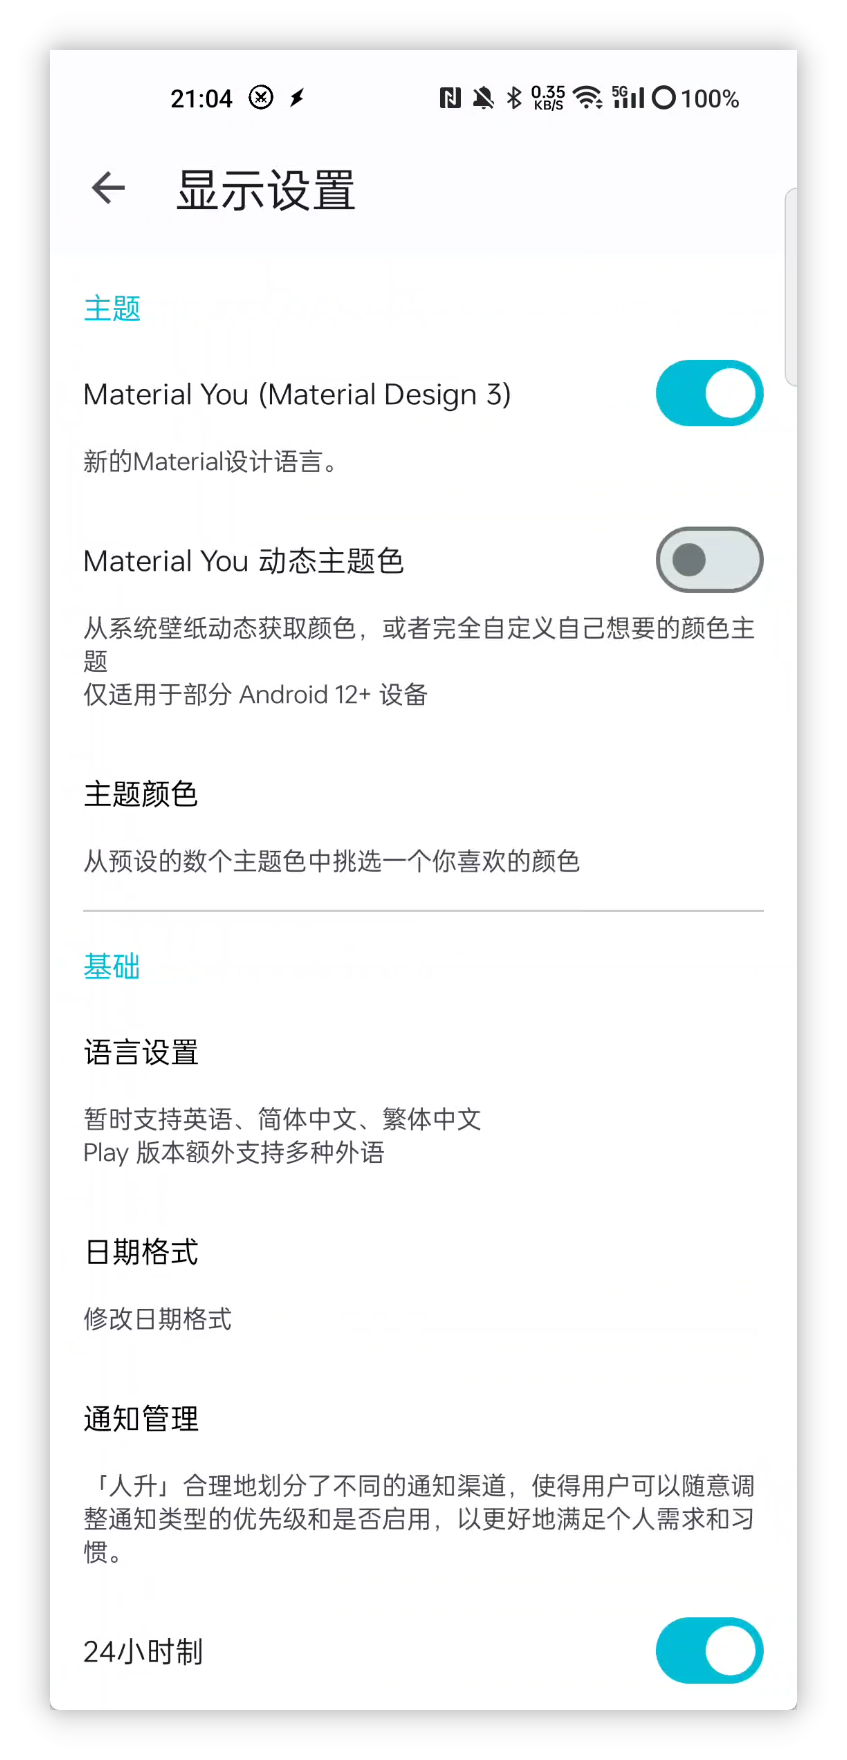 21:04 0.35 KB/S 5G 100%
显示设置
主题
Material You (Material Design 3)
新的Material设计语言。
Material You 动态主题色
从系统壁纸动态获取颜色，或者完全自定义自己想要的颜色主
题
仅适用于部分 Android 12+ 设备
主题颜色
从预设的数个主题色中挑选一个你喜欢的颜色
基础
语言设置
暂时支持英语、简体中文、繁体中文
Play 版本额外支持多种外语
日期格式
修改日期格式
通知管理
「人升」合理地划分了不同的通知渠道，使得用户可以随意调
整通知类型的优先级和是否启用，以更好地满足个人需求和习
惯。
24小时制